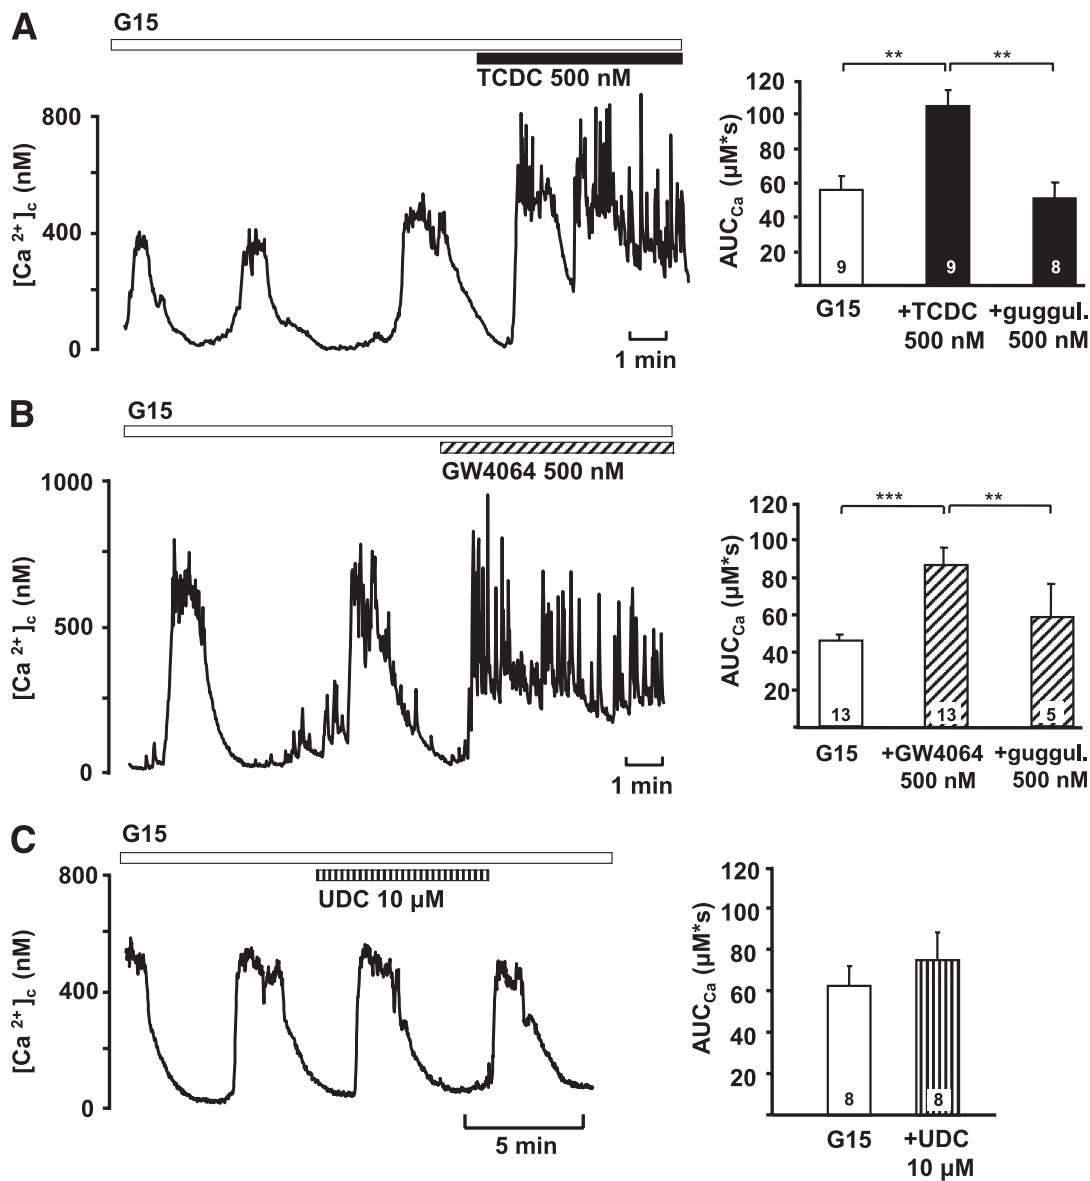 A
G15
TCDC 500 nM
800
400
0
[Ca 2+]c (nM)
1 min
** **
120
100
80
60
40
20
AUCCa (µM*s)
9 9 8
G15 +TCDC +guggul.
500 nM 500 nM
B
G15
GW4064 500 nM
1000
500
0
[Ca 2+]c (nM)
1 min
*** **
120
100
80
60
40
20
AUCCa (µM*s)
13 13 5
G15 +GW4064 +guggul.
500 nM 500 nM
C
G15
UDC 10 µM
800
400
0
[Ca 2+]c (nM)
5 min
120
100
80
60
40
20
AUCCa (µM*s)
8 8
G15 +UDC
10 µM